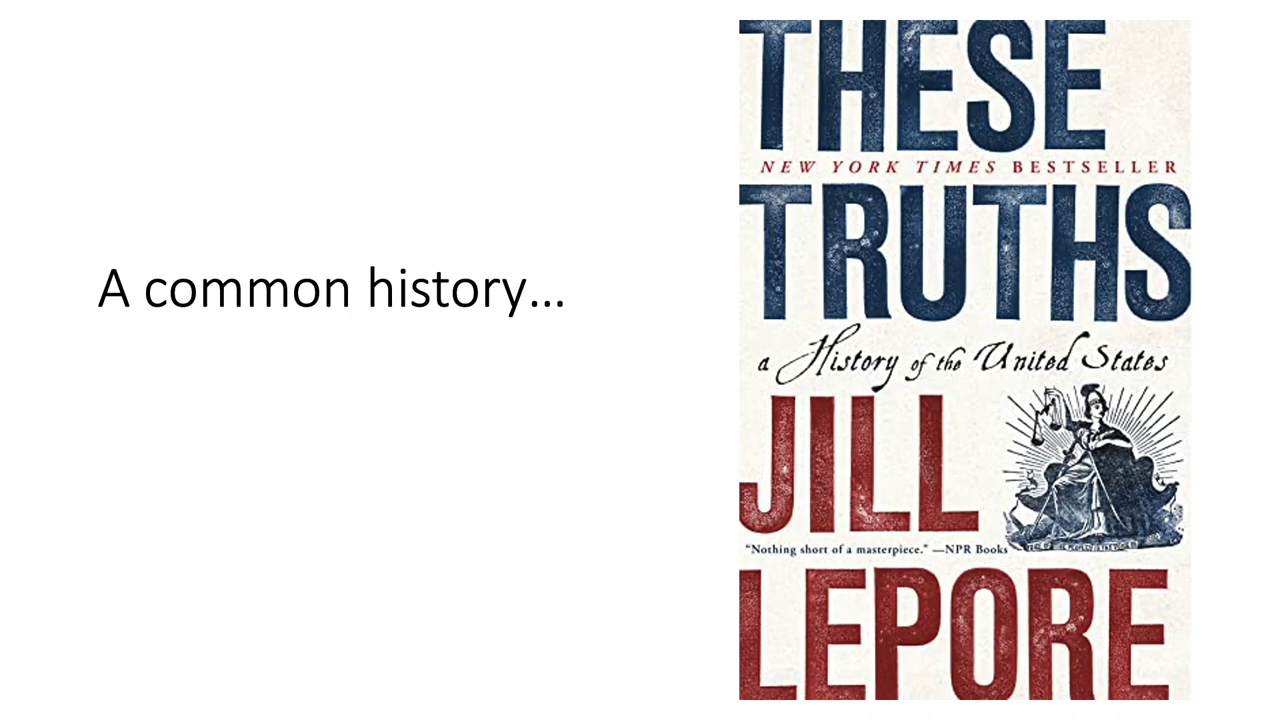 A common history…
THESE
NEW YORK TIMES BESTSELLER
TRUTHS
a History of the United States
JILL
“Nothing short of a masterpiece.” —NPR Books
LEPORE